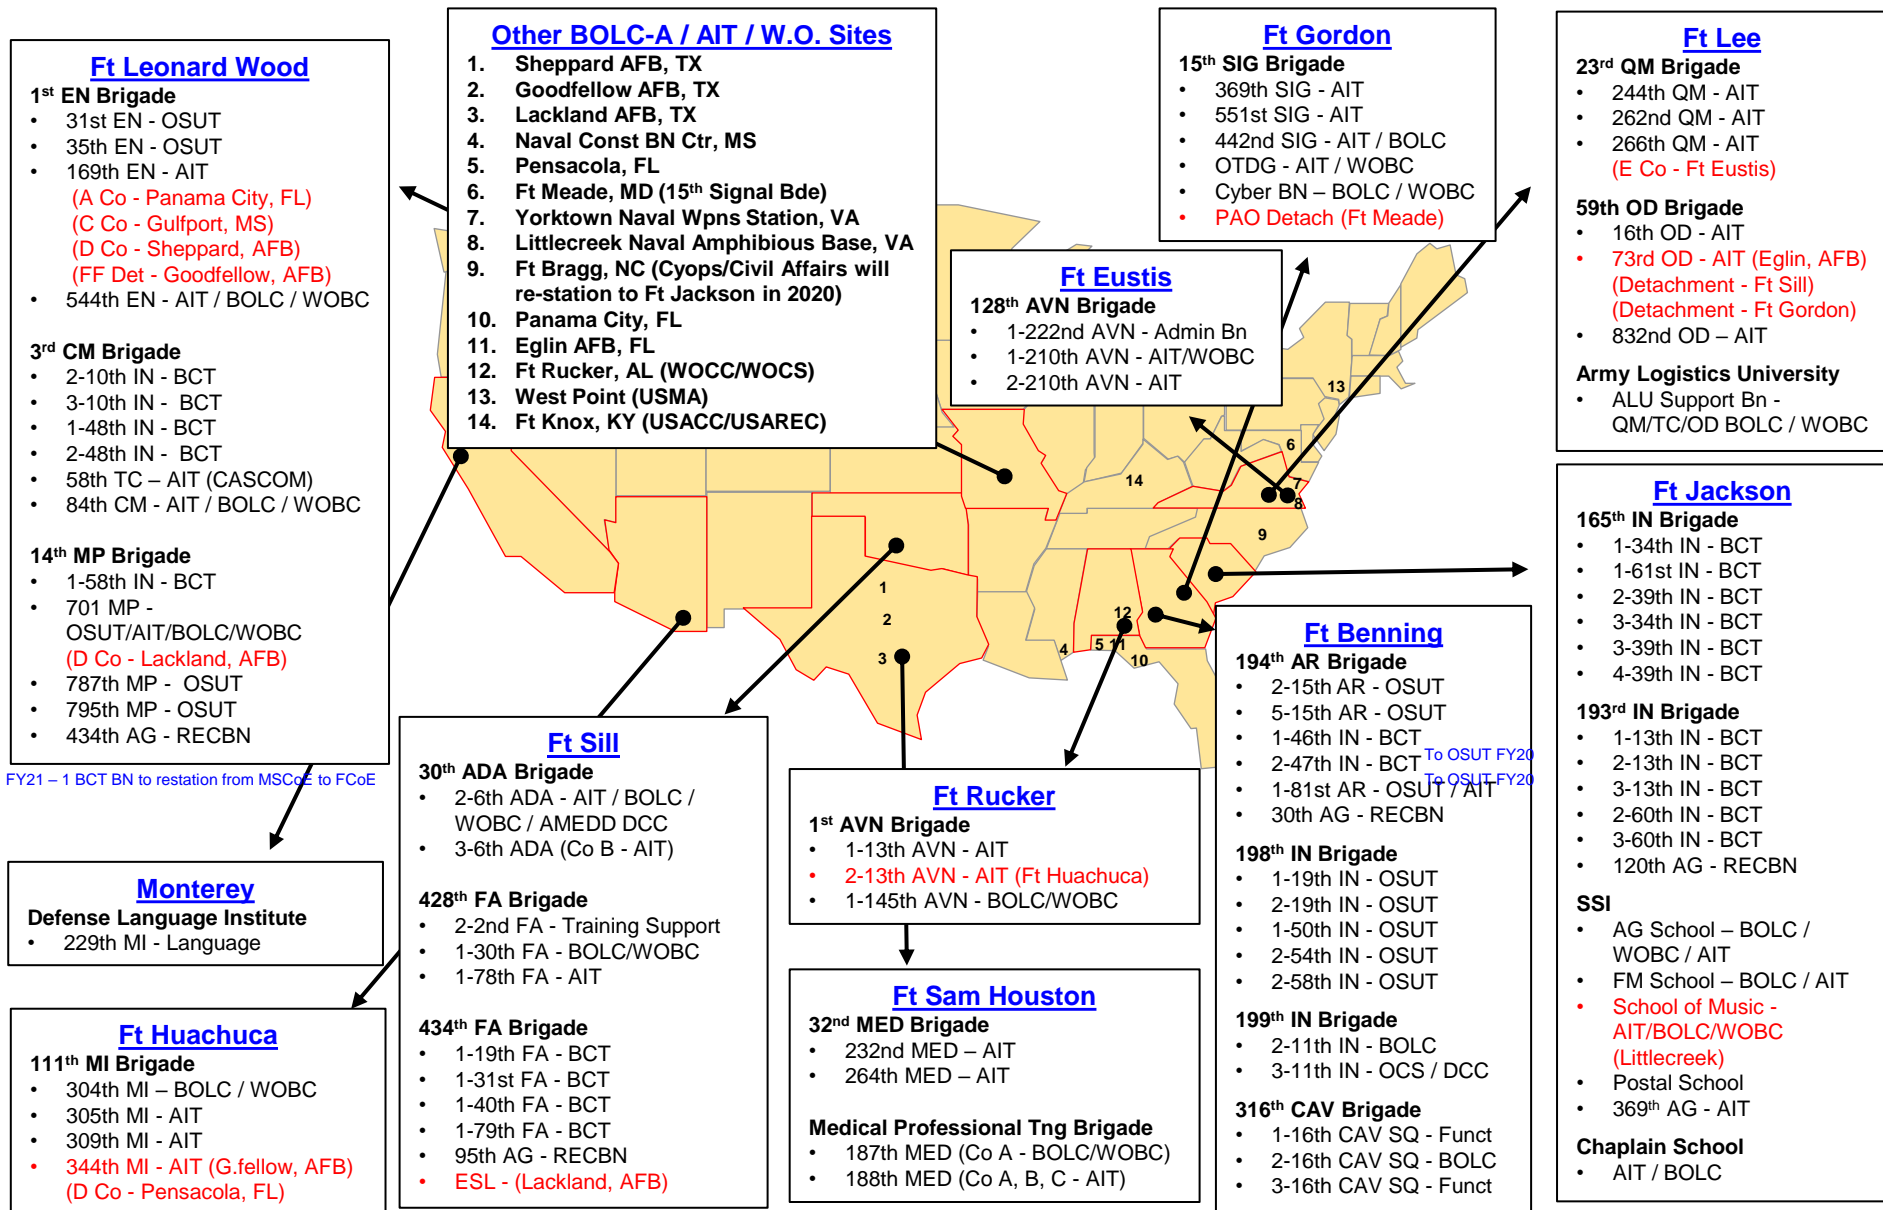 Ft Leonard Wood
1st EN Brigade
• 31st EN - OSUT
• 35th EN - OSUT
• 169th EN - AIT
(A Co - Panama City, FL)
(C Co - Gulfport, MS)
(D Co - Sheppard, AFB)
(FF Det - Goodfellow, AFB)
• 544th EN - AIT / BOLC / WOBC
3rd CM Brigade
• 2-10th IN - BCT
• 3-10th IN - BCT
• 1-48th IN - BCT
• 2-48th IN - BCT
• 58th TC – AIT (CASCOM)
• 84th CM - AIT / BOLC / WOBC
14th MP Brigade
• 1-58th IN - BCT
• 701 MP -
OSUT/AIT/BOLC/WOBC
(D Co - Lackland, AFB)
• 787th MP - OSUT
• 795th MP - OSUT
• 434th AG - RECBN
FY21 – 1 BCT BN to restation from MSCoE to FCoE
Monterey
Defense Language Institute
• 229th MI - Language
Ft Huachuca
111th MI Brigade
• 304th MI – BOLC / WOBC
• 305th MI - AIT
• 309th MI - AIT
• 344th MI - AIT (G.fellow, AFB)
(D Co - Pensacola, FL)
Other BOLC-A / AIT / W.O. Sites
1. Sheppard AFB, TX
2. Goodfellow AFB, TX
3. Lackland AFB, TX
4. Naval Const BN Ctr, MS
5. Pensacola, FL
6. Ft Meade, MD (15th Signal Bde)
7. Yorktown Naval Wpns Station, VA
8. Littlecreek Naval Amphibious Base, VA
9. Ft Bragg, NC (Cyops/Civil Affairs will
re-station to Ft Jackson in 2020)
10. Panama City, FL
11. Eglin AFB, FL
12. Ft Rucker, AL (WOCC/WOCS)
13. West Point (USMA)
14. Ft Knox, KY (USACC/USAREC)
Ft Gordon
15th SIG Brigade
• 369th SIG - AIT
• 551st SIG - AIT
• 442nd SIG - AIT / BOLC
• OTDG - AIT / WOBC
• Cyber BN – BOLC / WOBC
• PAO Detach (Ft Meade)
Ft Eustis
128th AVN Brigade
• 1-222nd AVN - Admin Bn
• 1-210th AVN - AIT/WOBC
• 2-210th AVN - AIT
Ft Lee
23rd QM Brigade
• 244th QM - AIT
• 262nd QM - AIT
• 266th QM - AIT
(E Co - Ft Eustis)
59th OD Brigade
• 16th OD - AIT
• 73rd OD - AIT (Eglin, AFB)
(Detachment - Ft Sill)
(Detachment - Ft Gordon)
• 832nd OD – AIT
Army Logistics University
• ALU Support Bn -
QM/TC/OD BOLC / WOBC
13
6
14
7
8
9
1
2
3
12
4
5
11
10
Ft Sill
30th ADA Brigade
• 2-6th ADA - AIT / BOLC /
WOBC / AMEDD DCC
• 3-6th ADA (Co B - AIT)
428th FA Brigade
• 2-2nd FA - Training Support
• 1-30th FA - BOLC/WOBC
• 1-78th FA - AIT
434th FA Brigade
• 1-19th FA - BCT
• 1-31st FA - BCT
• 1-40th FA - BCT
• 1-79th FA - BCT
• 95th AG - RECBN
• ESL - (Lackland, AFB)
Ft Rucker
1st AVN Brigade
• 1-13th AVN - AIT
• 2-13th AVN - AIT (Ft Huachuca)
• 1-145th AVN - BOLC/WOBC
Ft Sam Houston
32nd MED Brigade
• 232nd MED – AIT
• 264th MED – AIT
Medical Professional Tng Brigade
• 187th MED (Co A - BOLC/WOBC)
• 188th MED (Co A, B, C - AIT)
Ft Benning
194th AR Brigade
• 2-15th AR - OSUT
• 5-15th AR - OSUT
• 1-46th IN - BCT
To OSUT FY20
• 2-47th IN - BCT
To OSUT FY20
• 1-81st AR - OSUT / AIT
• 30th AG - RECBN
198th IN Brigade
• 1-19th IN - OSUT
• 2-19th IN - OSUT
• 1-50th IN - OSUT
• 2-54th IN - OSUT
• 2-58th IN - OSUT
199th IN Brigade
• 2-11th IN - BOLC
• 3-11th IN - OCS / DCC
316th CAV Brigade
• 1-16th CAV SQ - Funct
• 2-16th CAV SQ - BOLC
• 3-16th CAV SQ - Funct
Ft Jackson
165th IN Brigade
• 1-34th IN - BCT
• 1-61st IN - BCT
• 2-39th IN - BCT
• 3-34th IN - BCT
• 3-39th IN - BCT
• 4-39th IN - BCT
193rd IN Brigade
• 1-13th IN - BCT
• 2-13th IN - BCT
• 3-13th IN - BCT
• 2-60th IN - BCT
• 3-60th IN - BCT
• 120th AG - RECBN
SSI
• AG School – BOLC /
WOBC / AIT
• FM School – BOLC / AIT
• School of Music -
AIT/BOLC/WOBC
(Littlecreek)
• Postal School
• 369th AG - AIT
Chaplain School
• AIT / BOLC